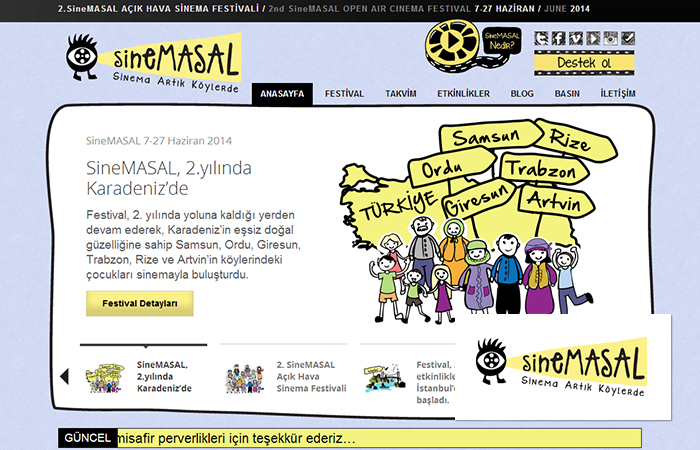 2.SineMASAL AÇIK HAVA SİNEMA FESTİVALİ / 2nd SineMASAL OPEN AIR CINEMA FESTIVAL 7-27 HAZİRAN / JUNE 2014
sineMASAL
Sinema Artık Köylerde
SineMASAL
Nedir?
Destek ol
ANASAYFA FESTİVAL TAKVİM ETKİNLİKLER BLOG BASIN İLETİŞİM
SineMASAL 7-27 Haziran 2014
SineMASAL, 2.yılında
Karadeniz'de
Festival, 2. yılında yoluna kaldığı yerden
devam ederek, Karadeniz'in eşsiz doğal
güzelliğine sahip Samsun, Ordu, Giresun,
Trabzon, Rize ve Artvin'in köylerindeki
çocukları sinemayla buluşturdu.
Festival Detayları
Samsun
Rize
Ordu
Trabzon
TÜRKİYE
Giresun
Artvin
SineMASAL,
2.yılında
Karadeniz'de
2. SineMASAL
Açık Hava
Sinema Festivali
Festival, 
etkinlikle
İstanbul'
başladı.
sineMASAL
Sinema Artık Köylerde
GÜNCEL misafir perverlikleri için teşekkür ederiz…